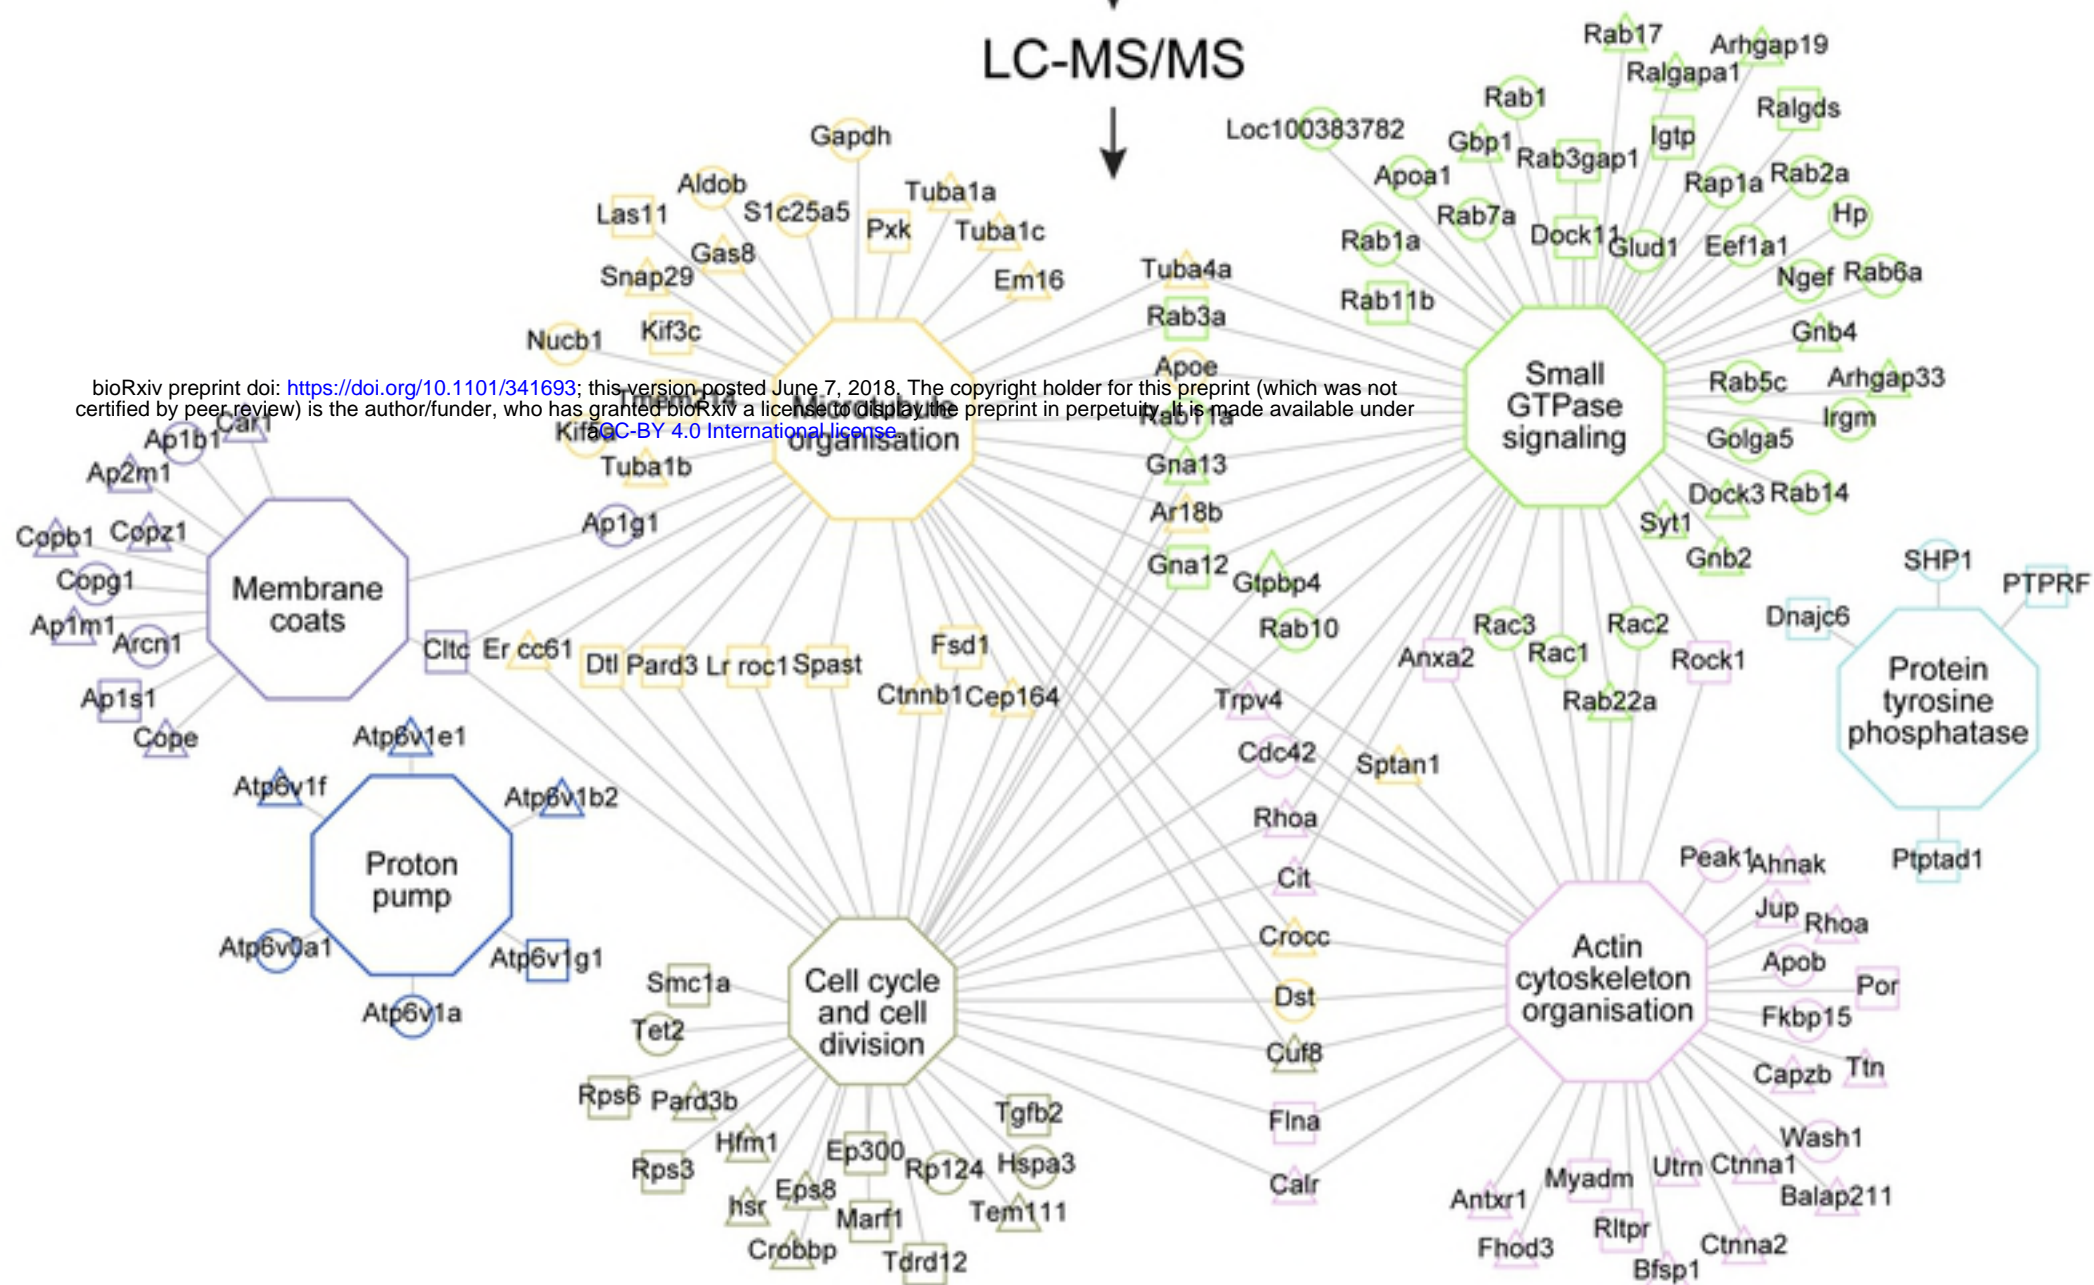 LC-MS/MS
Rab17
Arhgap19
Ralgapa1
Rab1
Ralgds
Loc100383782
Gbp1
Igtp
Rab3gap1
Apoa1
Rap1a
Rab2a
Rab7a
Hp
Rab1a
Dock11
Glud1
Eef1a1
Ngef
Rab6a
Rab11b
Gnb4
Rab5c
Arhgap33
Irgm
Golga5
Dock3
Rab14
Syt1
Gnb2
Small
GTPase
signaling
Gapdh
Aldob
Tuba1a
Las11
S1c25a5
Pxk
Tuba1c
Gas8
Snap29
Em16
Kif3c
Nucb1
Tuba4a
Rab3a
Apoe
bioRxiv preprint doi: https://doi.org/10.1101/341693; this version posted June 7, 2018. The copyright holder for this preprint (which was not
certified by peer review) is the author/funder, who has granted bioRxiv a license to display the preprint in perpetuity. It is made available under
aCC-BY 4.0 International license.
Tmem214
Microtubule
organisation
Rab11a
Tuba1b
Gna13
Ar18b
Gna12
Gtpbp4
Rab10
Ap1g1
Car1
Ap1b1
Ap2m1
Copb1
Copz1
Copg1
Ap1m1
Arcn1
Ap1s1
Cope
Membrane
coats
Cltc
Er cc61
Dtl
Pard3
Lr roc1
Spast
Fsd1
Ctnnb1
Cep164
Anxa2
Rac3
Rac1
Rac2
Rock1
Rab22a
Trpv4
Cdc42
Sptan1
Rhoa
Cit
Crocc
Dst
Cuf8
Flna
Calr
SHP1
PTPRF
Dnajc6
Protein
tyrosine
phosphatase
Ptptad1
Atp6v1e1
Atp6v1f
Atp6v1b2
Proton
pump
Atp6v0a1
Atp6v1g1
Atp6v1a
Cell cycle
and cell
division
Smc1a
Tet2
Rps6
Pard3b
Tgfb2
Hfm1
Ep300
Rps3
Rp124
Hspa3
Eps8
hsr
Marf1
Tem111
Crobbp
Tdrd12
Actin
cytoskeleton
organisation
Peak1
Ahnak
Jup
Rhoa
Apob
Por
Fkbp15
Capzb
Ttn
Wash1
Utrn
Ctnna1
Myadm
Balap211
Antxr1
Rltpr
Fhod3
Ctnna2
Bfsp1